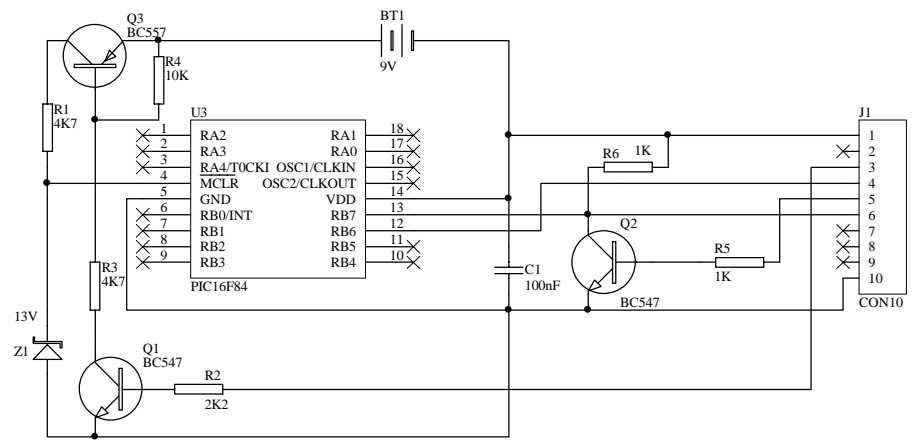 Q3
BC557
BT1
9V
R4
10K
R1
4K7
U3
1 RA2 RA1 18
2 RA3 RA0 17
3 RA4/T0CKI OSC1/CLKIN 16
4 MCLR OSC2/CLKOUT 15
5 GND VDD 14
6 RB0/INT RB7 13
7 RB1 RB6 12
8 RB2 RB5 11
9 RB3 RB4 10
PIC16F84
J1
1
2
3
4
5
6
7
8
9
10
CON10
R6 1K
Q2
BC547
R5
1K
C1
100nF
R3
4K7
13V
Z1
Q1
BC547
R2
2K2